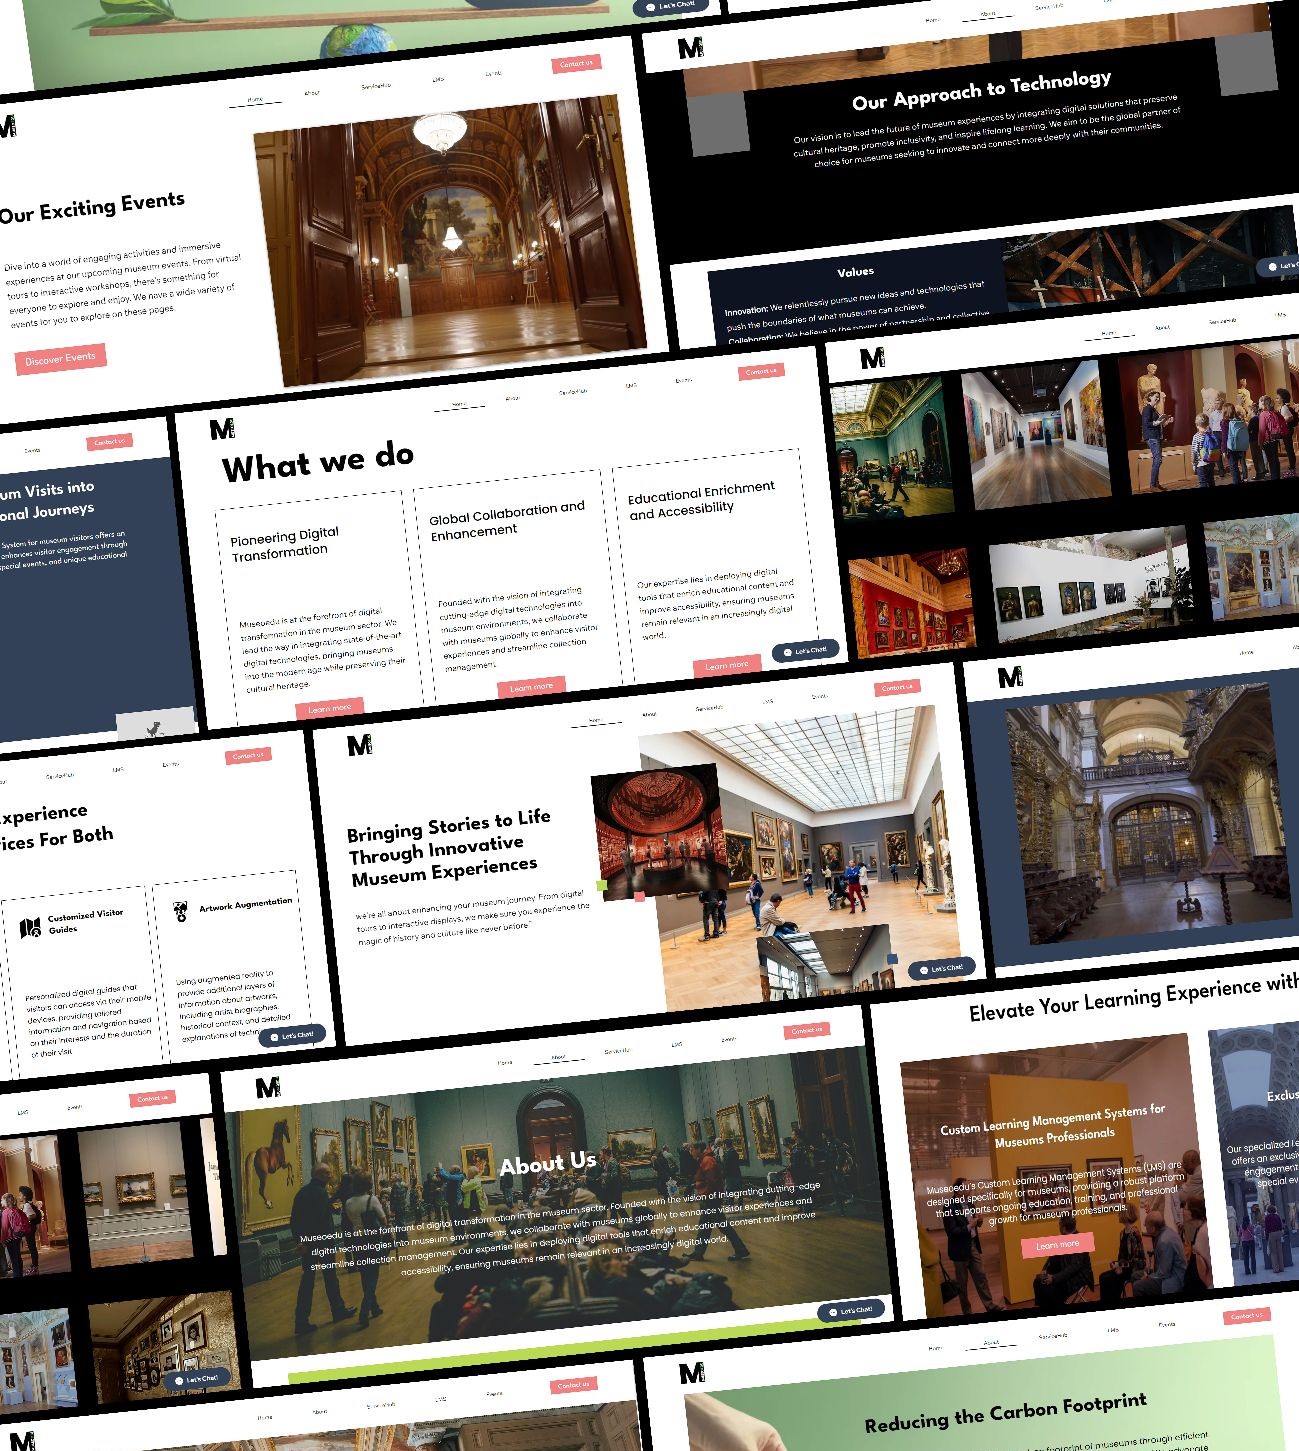 Let's Chat!
Home
About
ServiceHub
Contact us
Home
About
ServiceHub
LMS
Events
M
Our Exciting Events
Dive into a world of engaging activities and immersive
experiences at our upcoming museum events. From virtual
tours to interactive workshops, there's something for
everyone to explore and enjoy. We have a wide variety of
events for you to explore on these pages.
Discover Events
M
Our Approach to Technology
Our vision is to lead the future of museum experiences by integrating digital solutions that preserve
cultural heritage, promote inclusivity, and inspire lifelong learning. We aim to be the global partner of
choice for museums seeking to innovate and connect more deeply with their communities.
Values
Innovation: We relentlessly pursue new ideas and technologies that
push the boundaries of what museums can achieve.
Collaboration: We believe in the power of partnership and collective
Let's
Events
Contact us
um Visits into
onal Journeys
System for museum visitors offers an
enhances visitor engagement through
special events, and unique educational
Home
About
ServiceHub
LMS
Events
Contact us
M
What we do
Pioneering Digital
Transformation
Museoedu is at the forefront of digital
transformation in the museum sector. We
lead the way in integrating state-of-the-art
digital technologies, bringing museums
into the modern age while preserving their
cultural heritage.
Learn more
Global Collaboration and
Enhancement
Founded with the vision of integrating
cutting-edge digital technologies into
museum environments, we collaborate
with museums globally to enhance visitor
experiences and streamline collection
management.
Learn more
Educational Enrichment
and Accessibility
Our expertise lies in deploying digital
tools that enrich educational content and
improve accessibility, ensuring museums
remain relevant in an increasingly digital
world.
Learn more
Let's Chat!
M
Home
About
ServiceHub
LMS
ServiceHub
LMS
Events
Contact us
xperience
ices For Both
Customized Visitor
Guides
Personalized digital guides that
visitors can access via their mobile
devices, providing tailored
information and navigation based
on their interests and the duration
of their visit.
Artwork Augmentation
Using augmented reality to
provide additional layers of
information about artworks,
including artist biographies,
historical context, and detailed
explanations of
Let's Chat!
Home
About
ServiceHub
LMS
Events
Contact us
M
Bringing Stories to Life
Through Innovative
Museum Experiences
we're all about enhancing your museum journey. From digital
tours to interactive displays, we make sure you experience the
magic of history and culture like never before"
Let's Chat!
M
Home
LMS
Events
Contact us
Let's Chat!
Home
About
ServiceHub
LMS
Events
Contact us
M
About Us
Museoedu is at the forefront of digital transformation in the museum sector. Founded with the vision of integrating cutting-edge
digital technologies into museum environments, we collaborate with museums globally to enhance visitor experiences and
streamline collection management. Our expertise lies in deploying digital tools that enrich educational content and improve
accessibility, ensuring museums remain relevant in an increasingly digital world.
Let's Chat!
Elevate Your Learning Experience with
Custom Learning Management Systems for
Museums Professionals
Museoedu's Custom Learning Management Systems (LMS) are
designed specifically for museums, providing a robust platform
that supports ongoing education, training, and professional
growth for museum professionals.
Learn more
Exclus
Our specialized Le
offers an exclusiv
engagement
special ev
Home
About
ServiceHub
LMS
Events
Contact us
M
Home
About
ServiceHub
LMS
Events
Contact us
M
Reducing the Carbon Footprint
footprint of museums through efficient